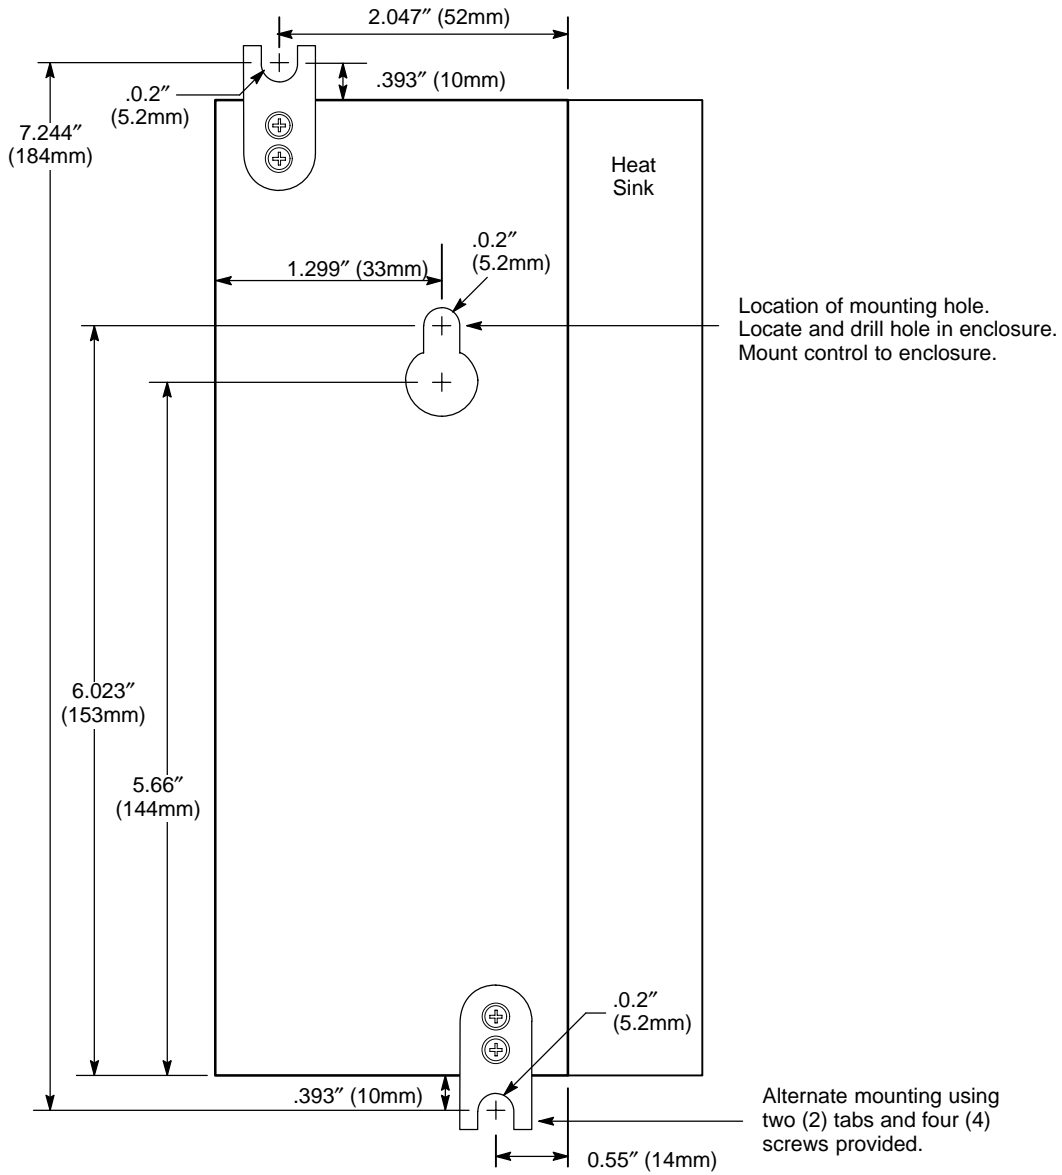 2.047″ (52mm)
.393″ (10mm)
.0.2″
(5.2mm)
7.244″
(184mm)
Heat
Sink
.0.2″
(5.2mm)
1.299″ (33mm)
Location of mounting hole.
Locate and drill hole in enclosure.
Mount control to enclosure.
6.023″
(153mm)
5.66″
(144mm)
.0.2″
(5.2mm)
.393″ (10mm)
Alternate mounting using
two (2) tabs and four (4)
screws provided.
0.55″ (14mm)